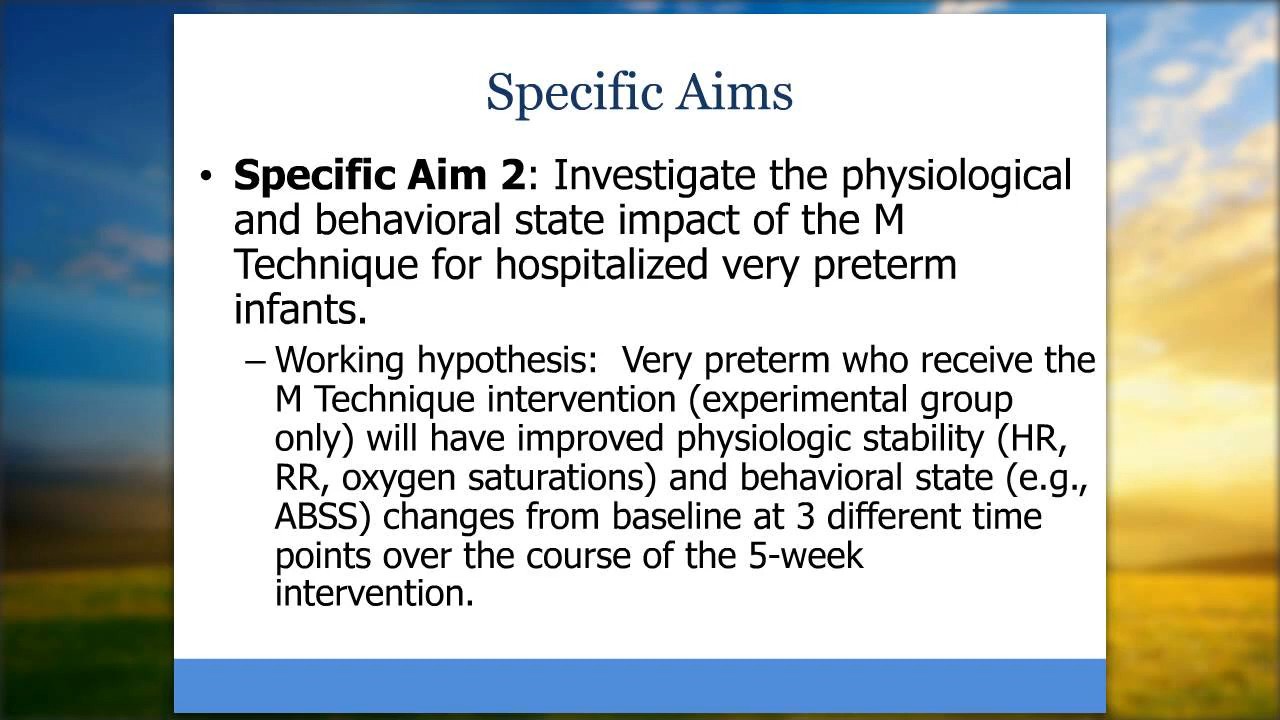 Specific Aims
• Specific Aim 2: Investigate the physiological
and behavioral state impact of the M
Technique for hospitalized very preterm
infants.
– Working hypothesis:  Very preterm who receive the
M Technique intervention (experimental group
only) will have improved physiologic stability (HR,
RR, oxygen saturations) and behavioral state (e.g.,
ABSS) changes from baseline at 3 different time
points over the course of the 5-week
intervention.